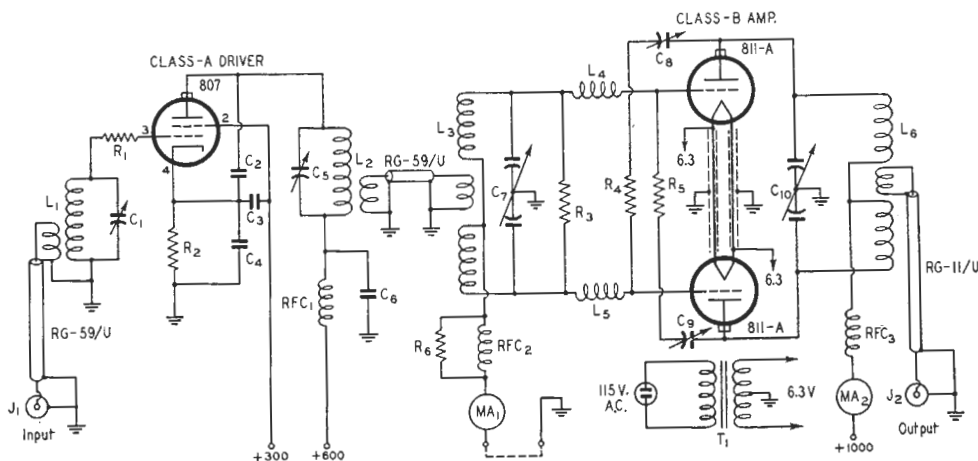 CLASS-B AMP.
CLASS-A DRIVER
807
811-A
C8
L4
L3
L6
2
3
4
R1
C2
C3
C4
C5
L2
RG-59/U
C7
R3
R4
R5
6.3
C10
L1
C1
R2
RFC1
C6
L5
6.3
RG-11/U
RG-59/U
R6
RFC2
C9
811-A
RFC3
J1
Input
MA1
115V.
A.C.
T1
6.3V
MA2
J2
Output
+300
+600
+1000